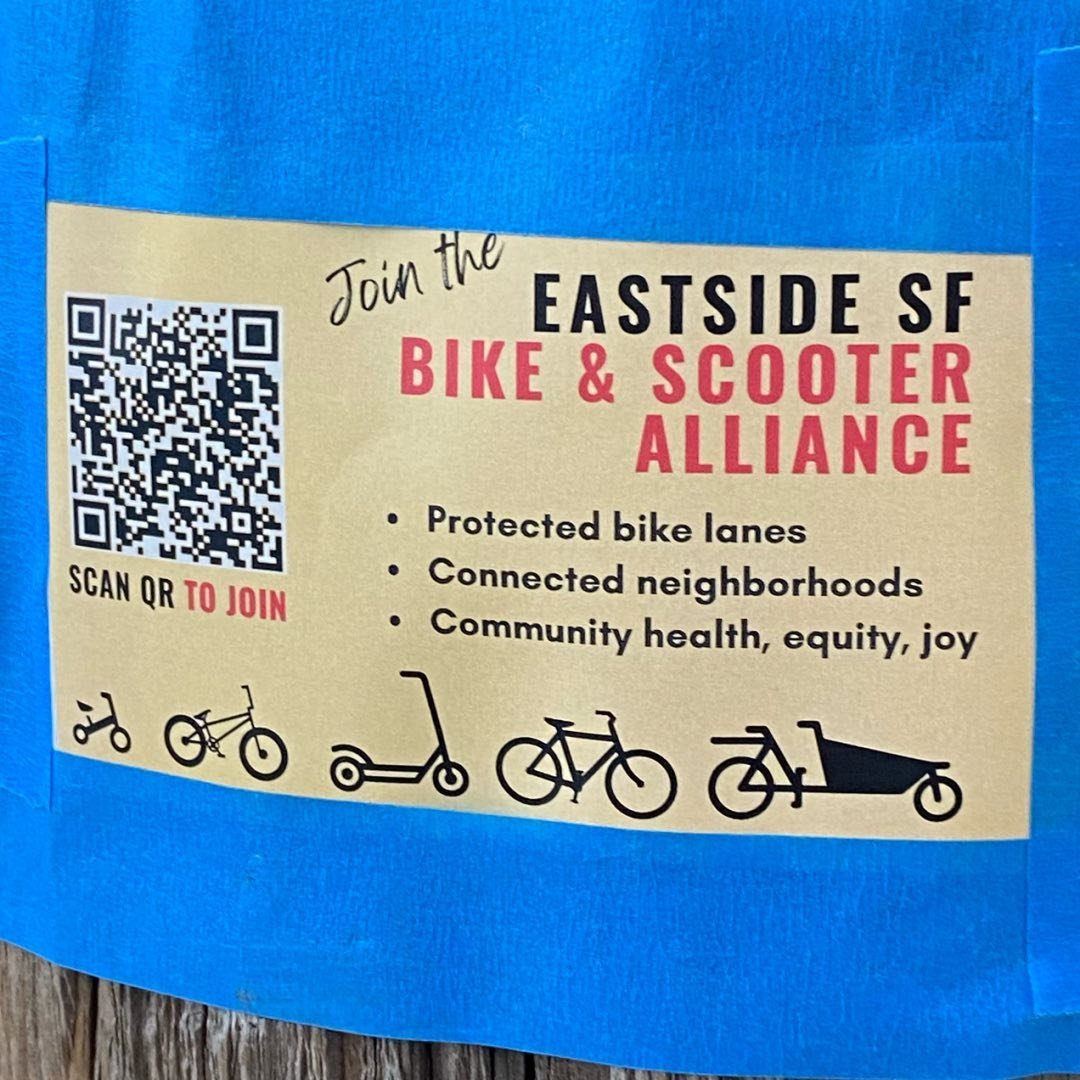 Join the
EASTSIDE SF
BIKE & SCOOTER
ALLIANCE
• Protected bike lanes
• Connected neighborhoods
• Community health, equity, joy
SCAN QR TO JOIN